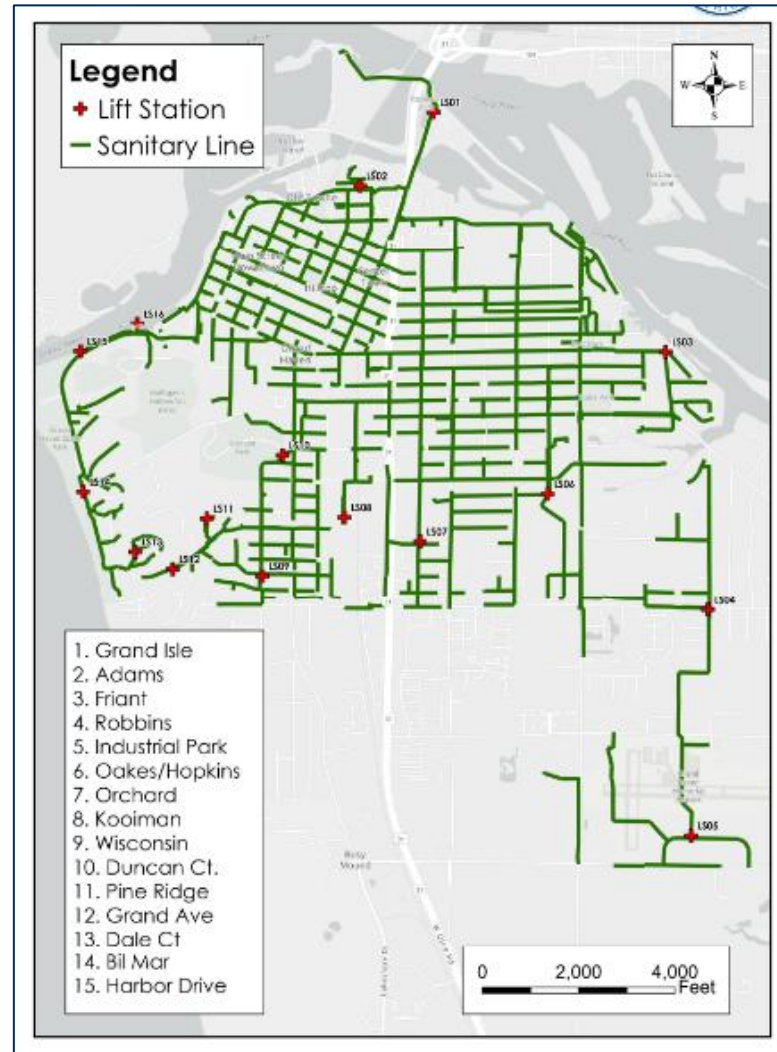 Legend
Lift Station
Sanitary Line
N
W E
S
LS01
LS02
LS16
LS15
LS03
LS10
LS06
LS11
LS08
LS07
LS13
LS12
LS09
LS04
LS05
1. Grand Isle
2. Adams
3. Friant
4. Robbins
5. Industrial Park
6. Oakes/Hopkins
7. Orchard
8. Kooiman
9. Wisconsin
10. Duncan Ct.
11. Pine Ridge
12. Grand Ave
13. Dale Ct
14. Bil Mar
15. Harbor Drive
Rosy
Mound
0 2,000 4,000
Feet